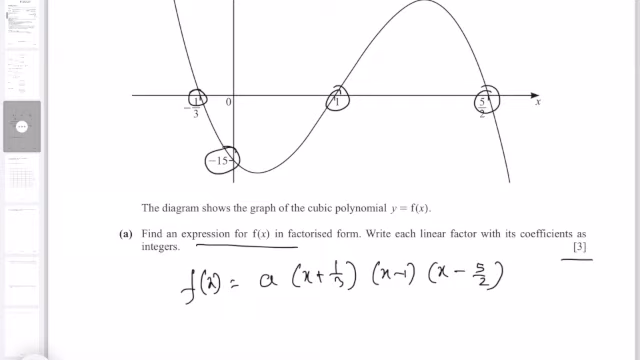 -1/3 0 1 5/2 x
-15
The diagram shows the graph of the cubic polynomial y = f(x).
(a) Find an expression for f(x) in factorised form. Write each linear factor with its coefficients as
integers. [3]
f(x) = a (x + 1/3) (x - 1) (x - 5/2)